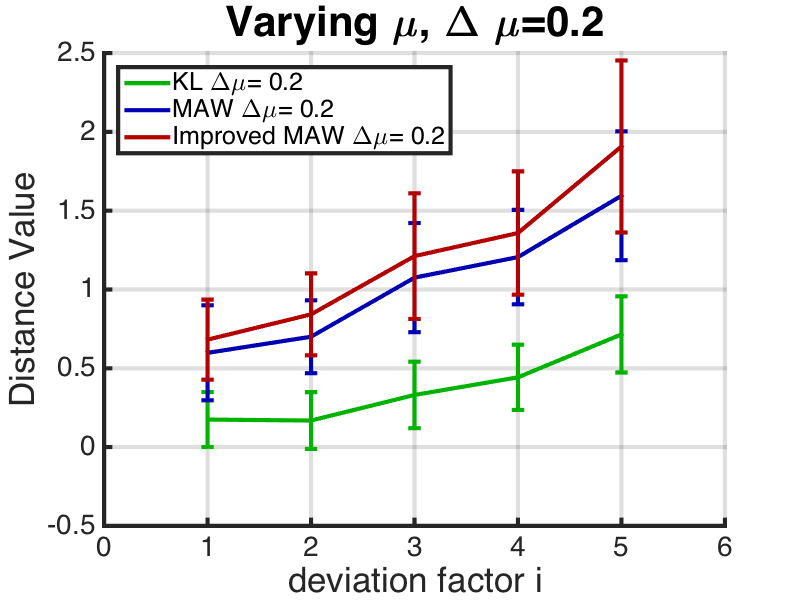 Varying μ, Δ μ=0.2
KL Δμ= 0.2
MAW Δμ= 0.2
Improved MAW Δμ= 0.2
Distance Value
2.5
2
1.5
1
0.5
0
-0.5
0 1 2 3 4 5 6
deviation factor i